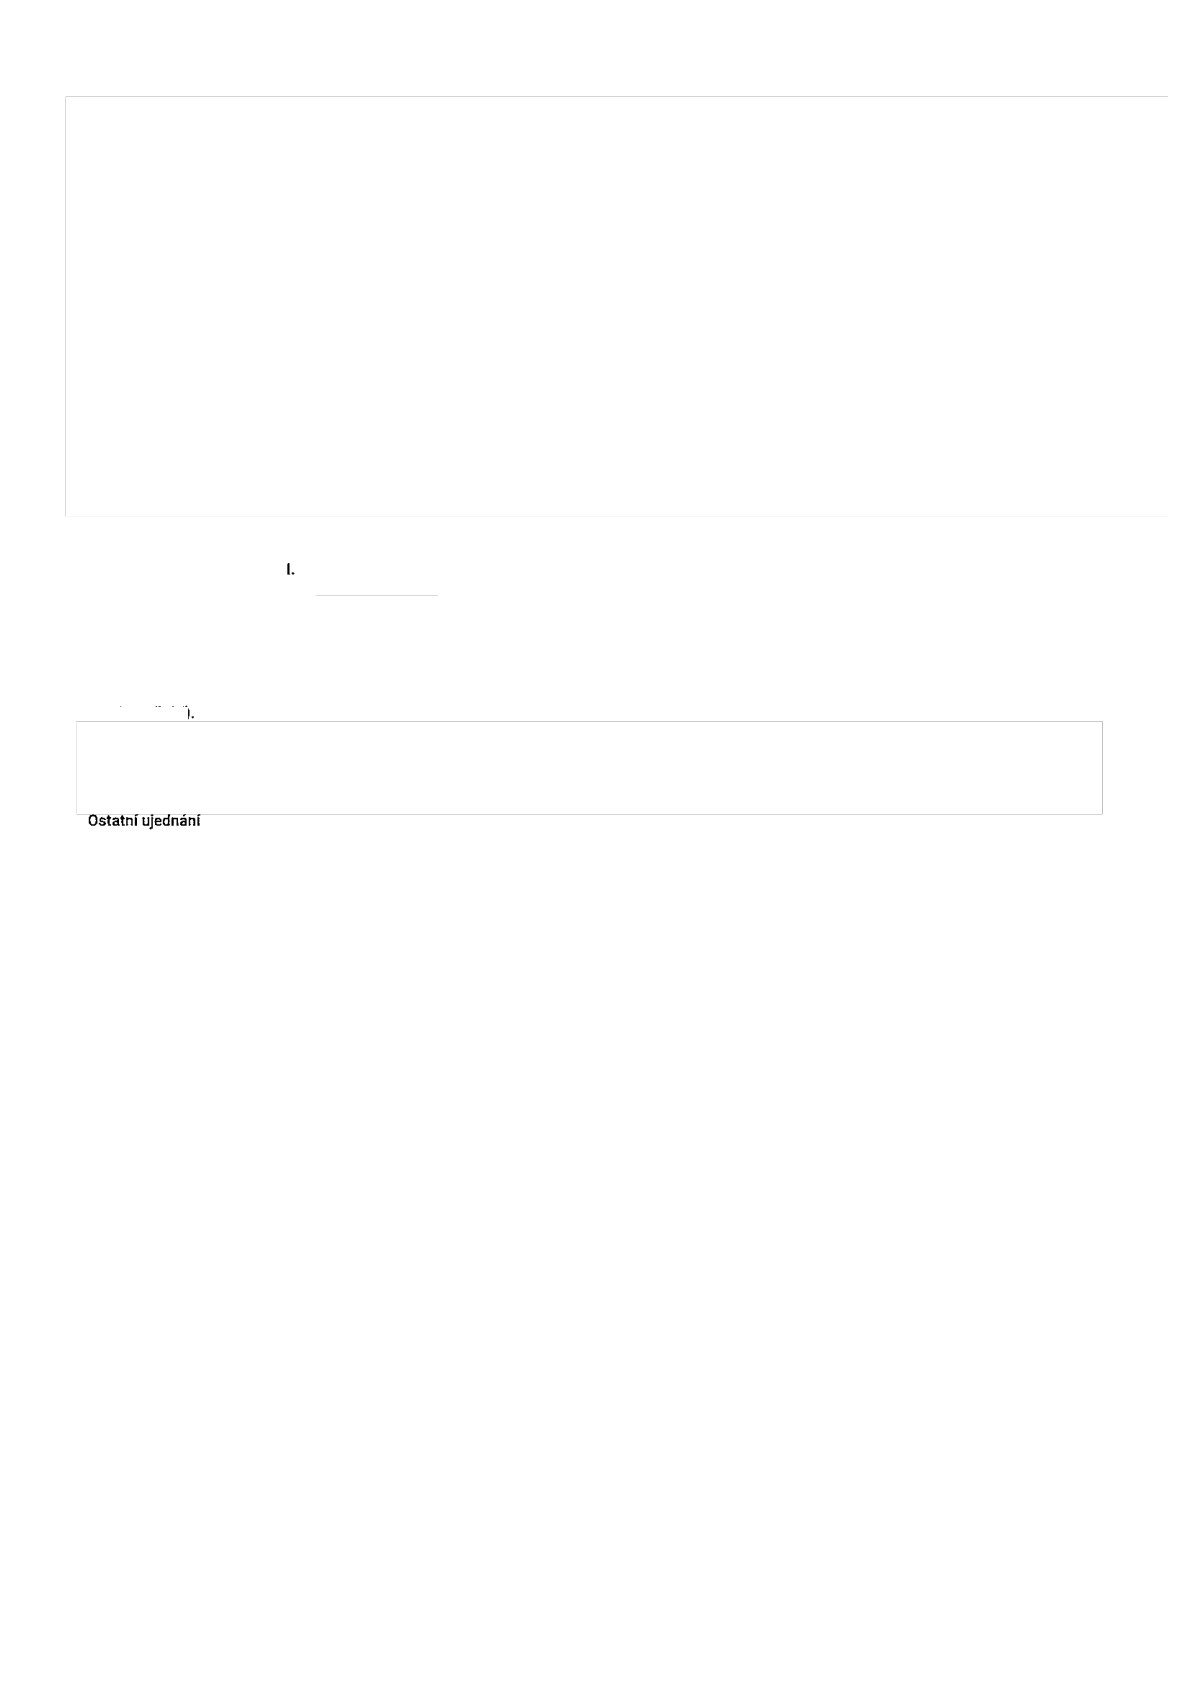 I.
).
Ostatní ujednání